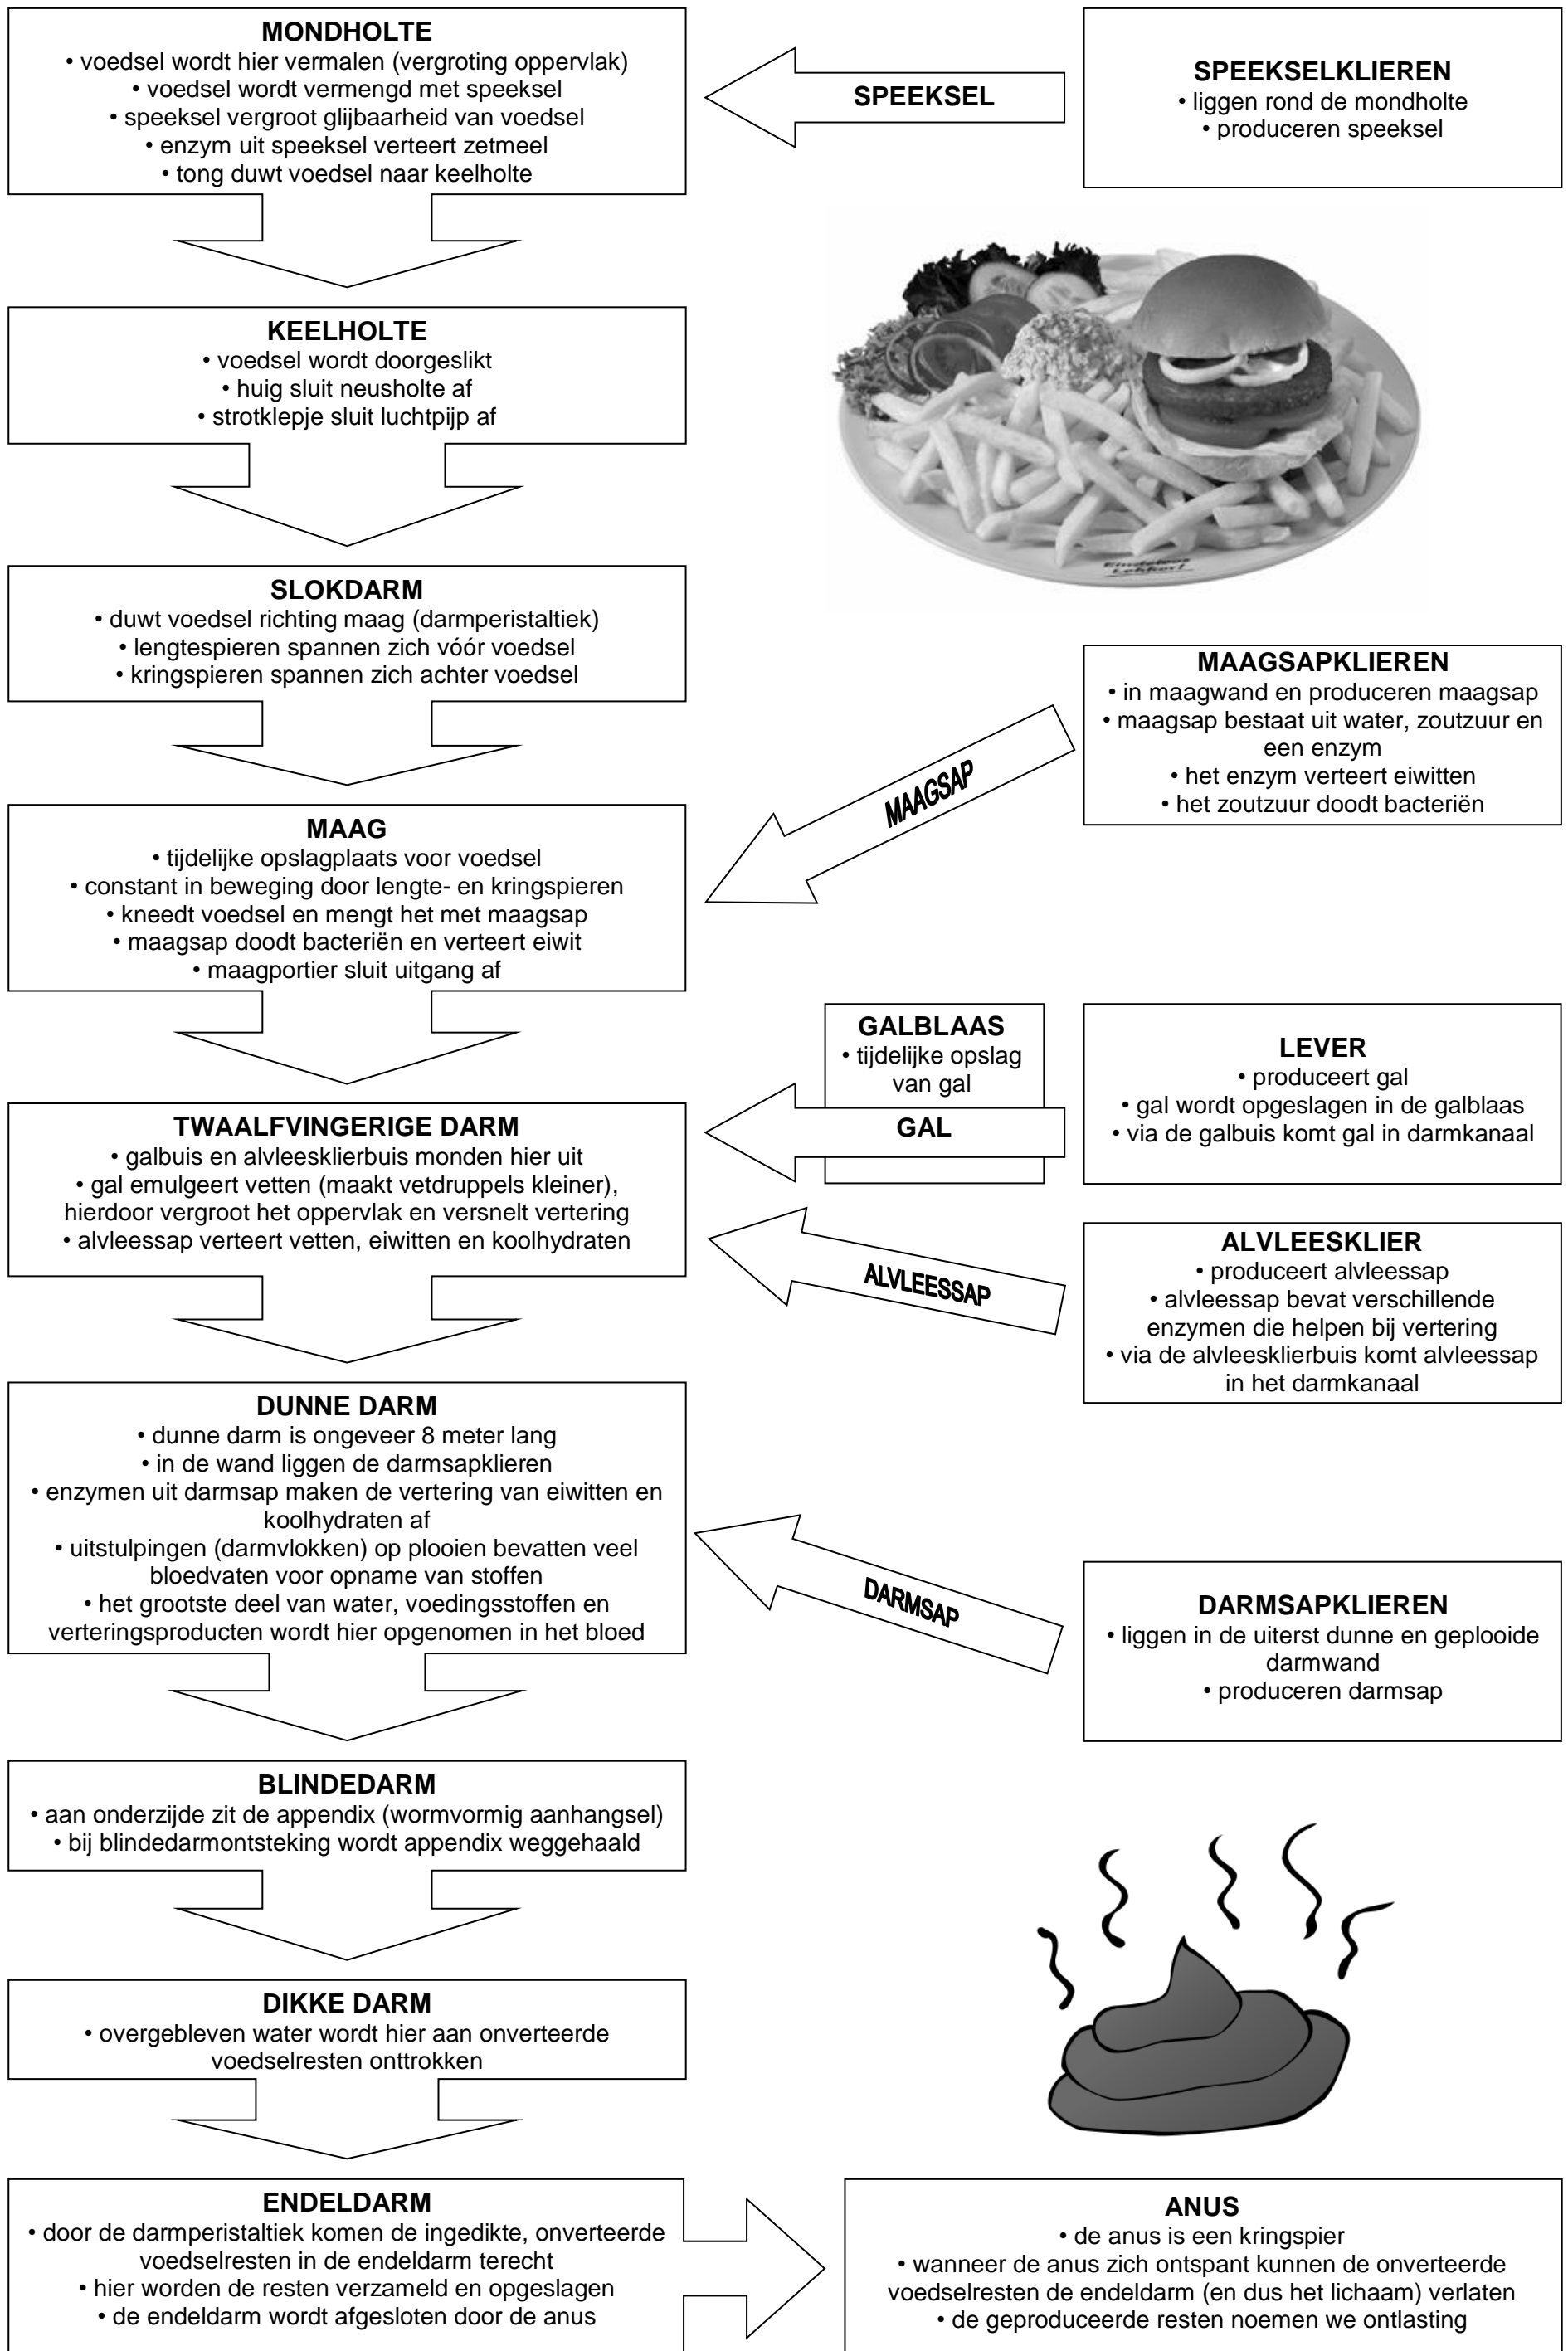 MONDHOLTE
• voedsel wordt hier vermalen (vergroting oppervlak)
• voedsel wordt vermengd met speeksel
• speeksel vergroot glijbaarheid van voedsel
• enzym uit speeksel verteert zetmeel
• tong duwt voedsel naar keelholte
SPEEKSEL
SPEEKSELKLIEREN
• liggen rond de mondholte
• produceren speeksel
KEELHOLTE
• voedsel wordt doorgeslikt
• huig sluit neusholte af
• strotklepje sluit luchtpijp af
Eindeloos
Lekker!
SLOKDARM
• duwt voedsel richting maag (darmperistaltiek)
• lengtespieren spannen zich vóór voedsel
• kringspieren spannen zich achter voedsel
MAAGSAPKLIEREN
• in maagwand en produceren maagsap
• maagsap bestaat uit water, zoutzuur en
een enzym
• het enzym verteert eiwitten
• het zoutzuur doodt bacteriën
MAAGSAP
MAAG
• tijdelijke opslagplaats voor voedsel
• constant in beweging door lengte- en kringspieren
• kneedt voedsel en mengt het met maagsap
• maagsap doodt bacteriën en verteert eiwit
• maagportier sluit uitgang af
GALBLAAS
• tijdelijke opslag
van gal
GAL
LEVER
• produceert gal
• gal wordt opgeslagen in de galblaas
• via de galbuis komt gal in darmkanaal
TWAALFVINGERIGE DARM
• galbuis en alvleesklierbuis monden hier uit
• gal emulgeert vetten (maakt vetdruppels kleiner),
hierdoor vergroot het oppervlak en versnelt vertering
• alvleessap verteert vetten, eiwitten en koolhydraten
ALVLEESSAP
ALVLEESKLIER
• produceert alvleessap
• alvleessap bevat verschillende
enzymen die helpen bij vertering
• via de alvleesklierbuis komt alvleessap
in het darmkanaal
DUNNE DARM
• dunne darm is ongeveer 8 meter lang
• in de wand liggen de darmsapklieren
• enzymen uit darmsap maken de vertering van eiwitten en
koolhydraten af
• uitstulpingen (darmvlokken) op plooien bevatten veel
bloedvaten voor opname van stoffen
• het grootste deel van water, voedingsstoffen en
verteringsproducten wordt hier opgenomen in het bloed
DARMSAP
DARMSAPKLIEREN
• liggen in de uiterst dunne en geplooide
darmwand
• produceren darmsap
BLINDEDARM
• aan onderzijde zit de appendix (wormvormig aanhangsel)
• bij blindedarmontsteking wordt appendix weggehaald
DIKKE DARM
• overgebleven water wordt hier aan onverteerde
voedselresten onttrokken
ENDELDARM
• door de darmperistaltiek komen de ingedikte, onverteerde
voedselresten in de endeldarm terecht
• hier worden de resten verzameld en opgeslagen
• de endeldarm wordt afgesloten door de anus
ANUS
• de anus is een kringspier
• wanneer de anus zich ontspant kunnen de onverteerde
voedselresten de endeldarm (en dus het lichaam) verlaten
• de geproduceerde resten noemen we ontlasting